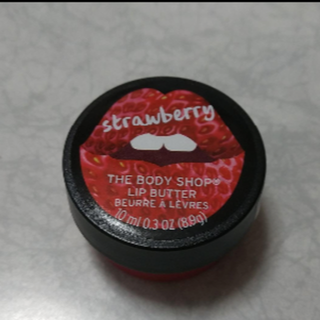 strawberry
THE BODY SHOP®
LIP BUTTER
BEURRE À LÈVRES
10 ml 0.3 OZ (8.9g)